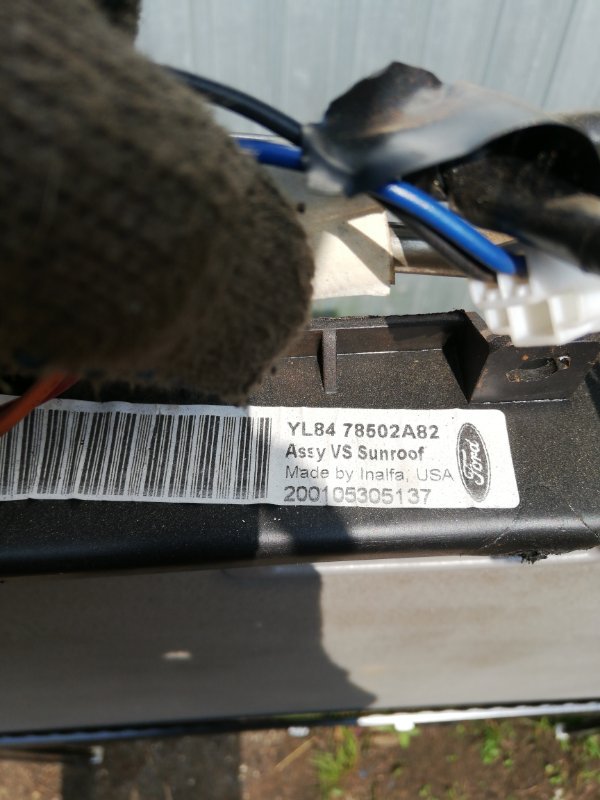 YL84 78502A82
Assy VS Sunroof
Made by Inalfa, USA
200105305137
Ford